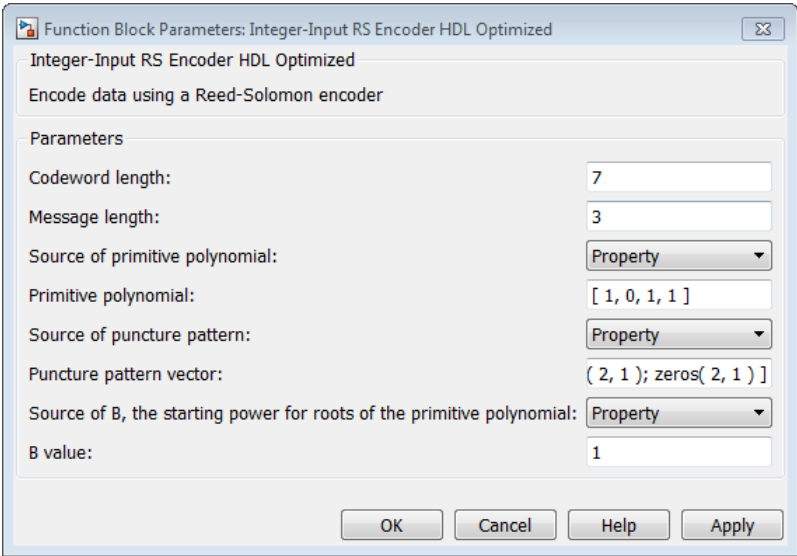 Function Block Parameters: Integer-Input RS Encoder HDL Optimized
Integer-Input RS Encoder HDL Optimized
Encode data using a Reed-Solomon encoder
Parameters
Codeword length: 7
Message length: 3
Source of primitive polynomial: Property
Primitive polynomial: [ 1, 0, 1, 1 ]
Source of puncture pattern: Property
Puncture pattern vector: ( 2, 1 ); zeros( 2, 1 ) ]
Source of B, the starting power for roots of the primitive polynomial: Property
B value: 1
OK Cancel Help Apply